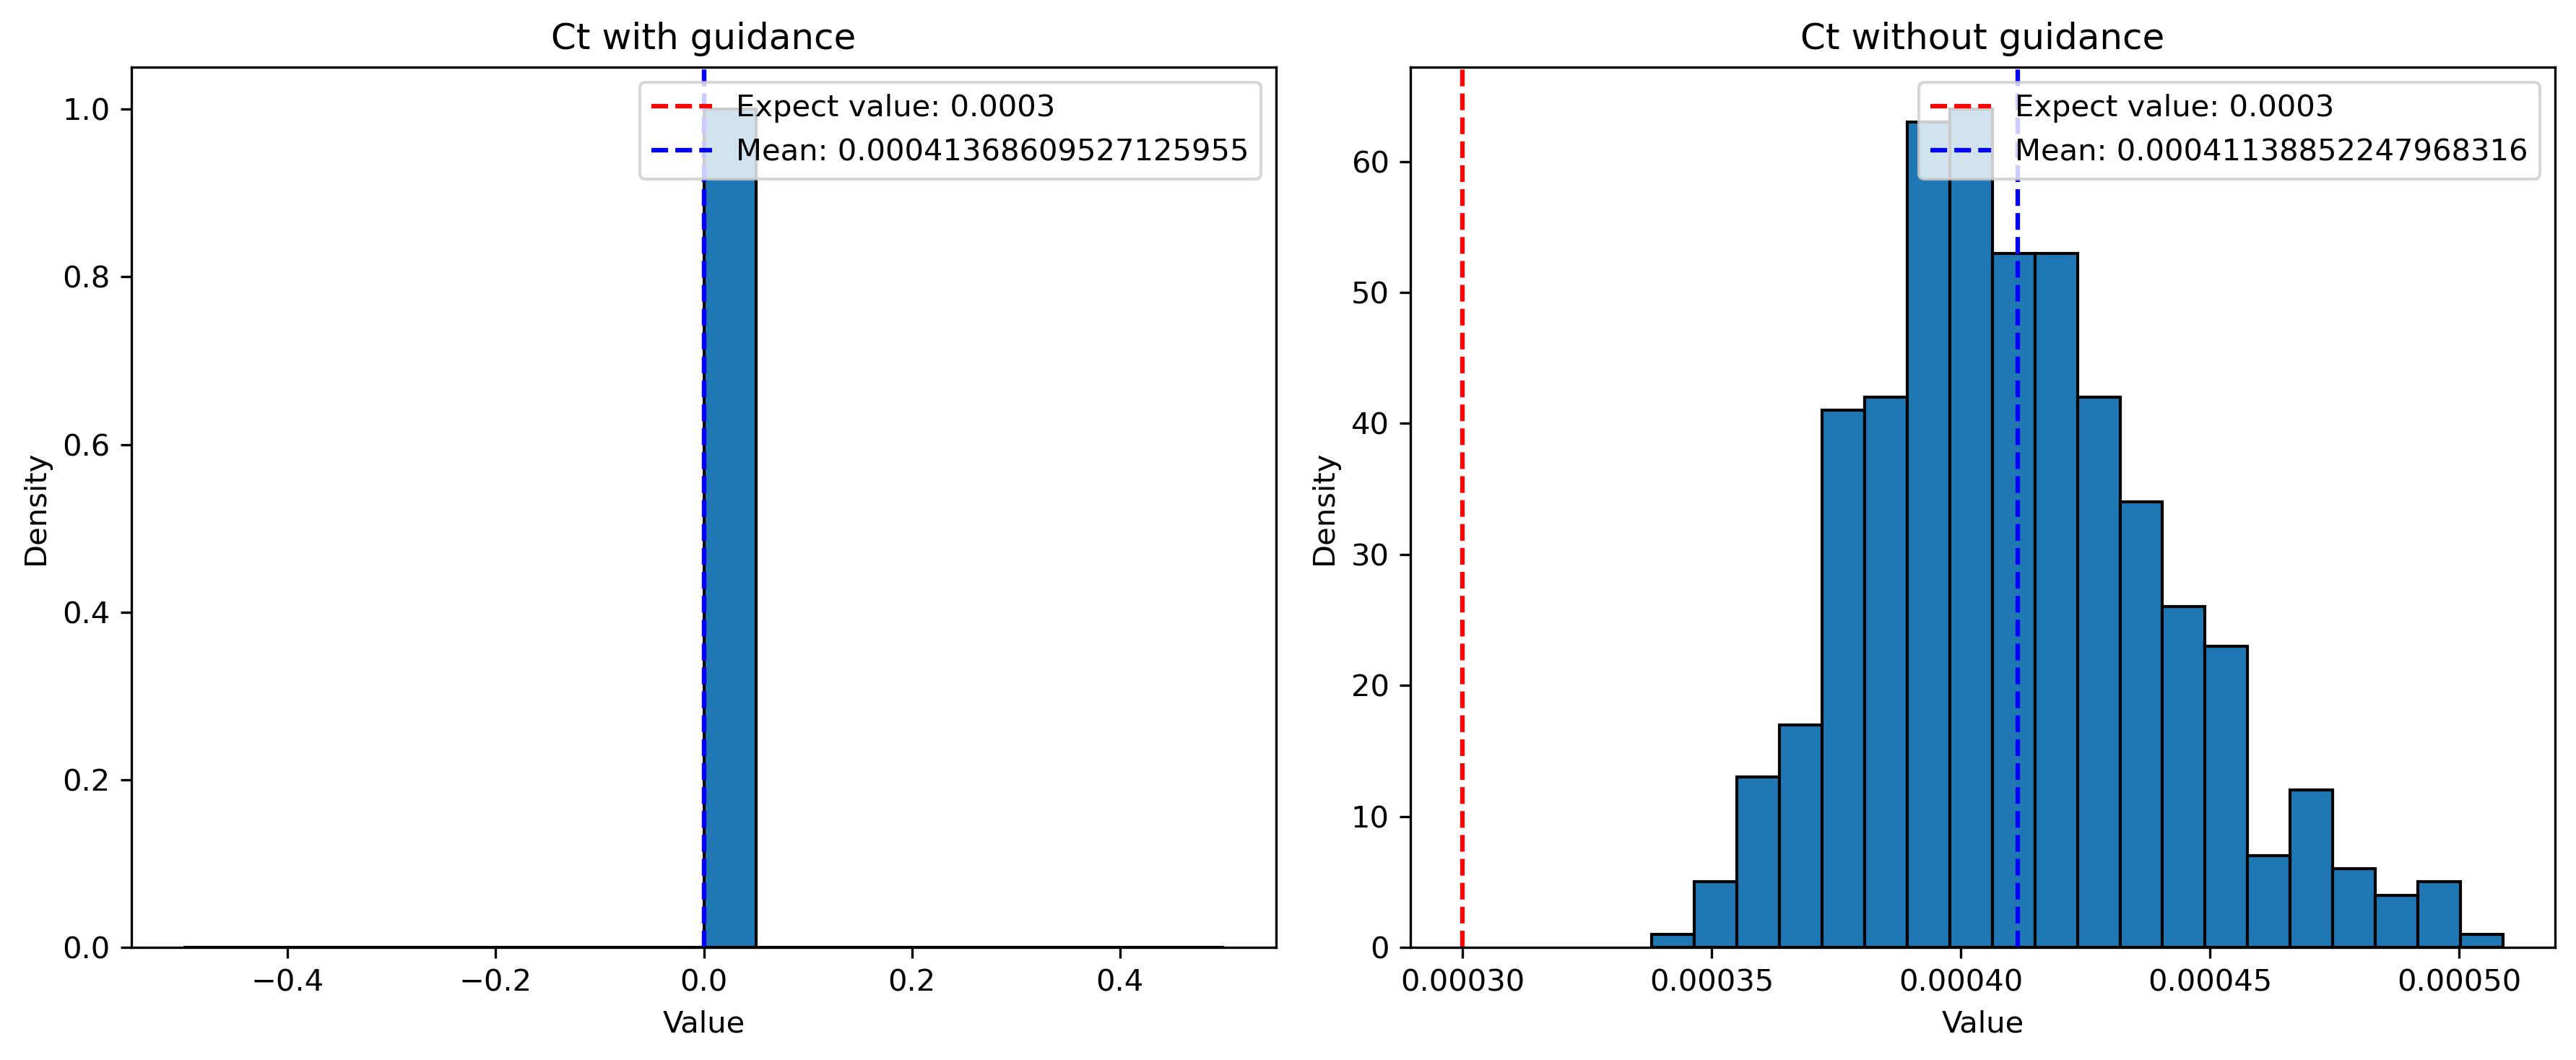 Ct with guidance
Expect value: 0.0003
Mean: 0.00041368609527125955
1.0
0.8
0.6
0.4
0.2
0.0
Density
−0.4
−0.2
0.0
0.2
0.4
Value
Ct without guidance
Expect value: 0.0003
Mean: 0.00041138852247968316
60
50
40
30
20
10
0
Density
0.00030
0.00035
0.00040
0.00045
0.00050
Value